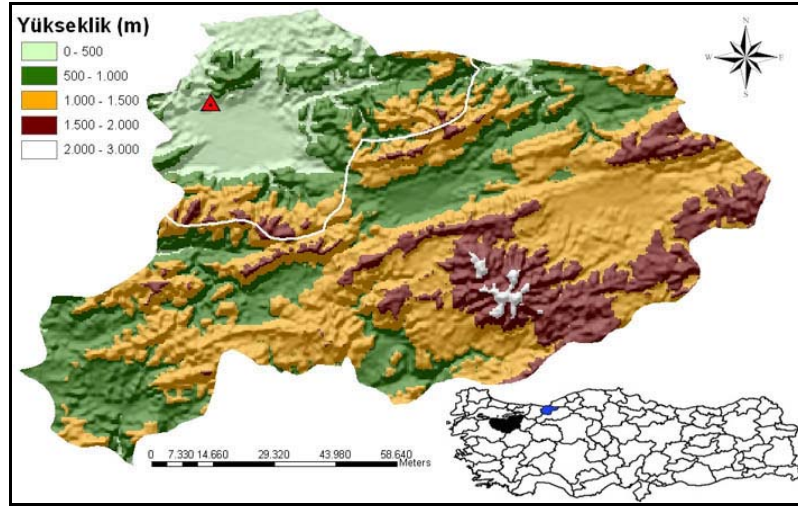 Yükseklik (m)
0 - 500
500 - 1.000
1.000 - 1.500
1.500 - 2.000
2.000 - 3.000
N
W
E
S
0 7.330 14.660 29.320 43.980 58.640
Meters